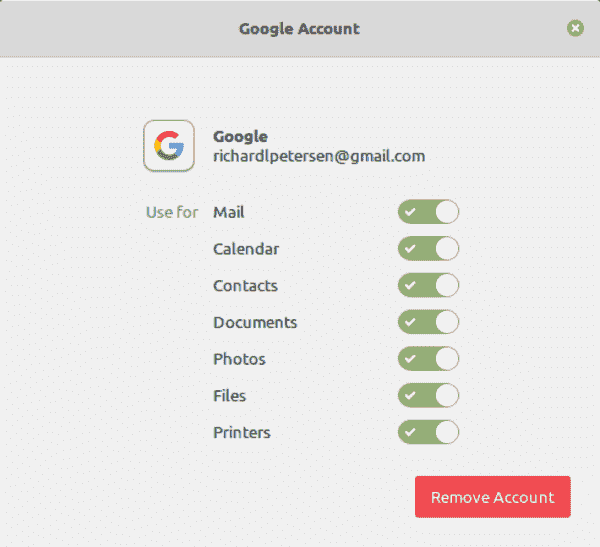 Google Account
Google
richardlpetersen@gmail.com
Use for Mail
Calendar
Contacts
Documents
Photos
Files
Printers
Remove Account